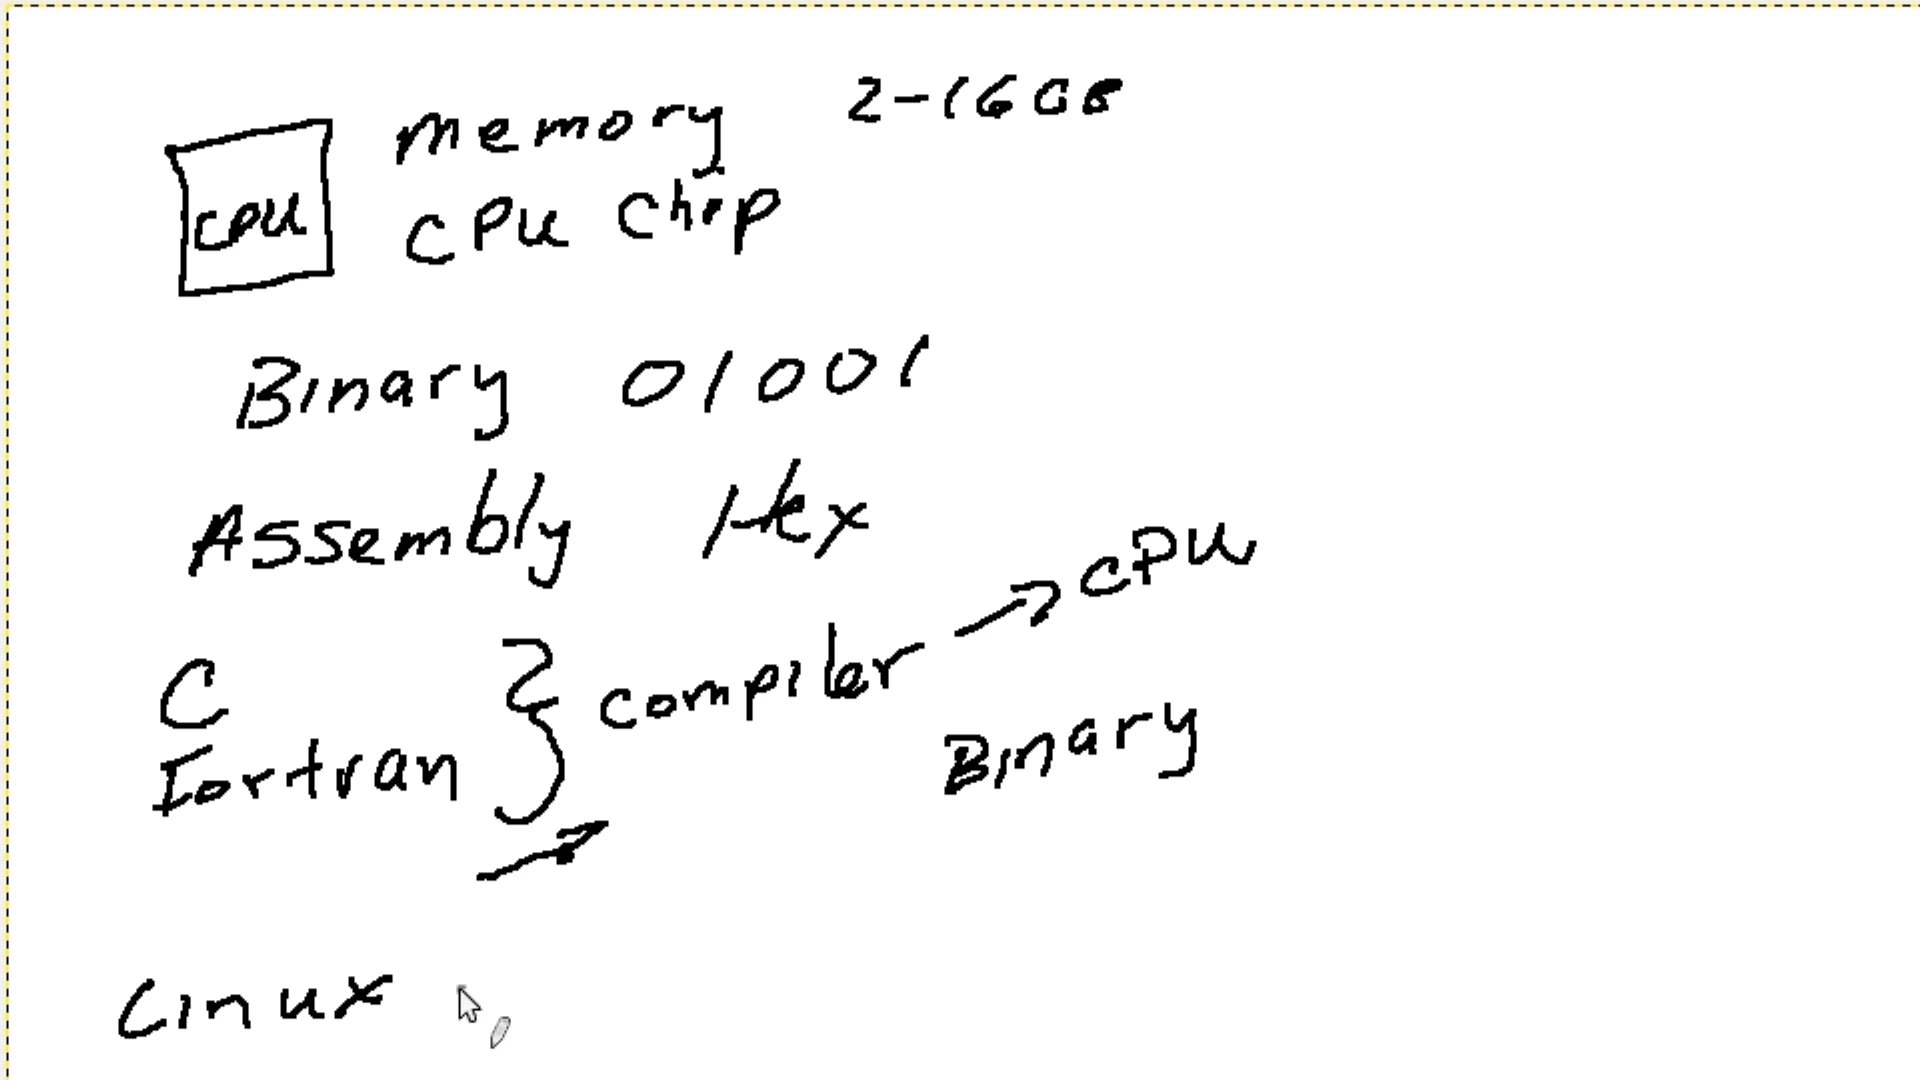 memory 2-16GB
CPU CPU Chip
Binary 01001
Assembly Hex
C } compiler → CPU
Fortran Binary
Linux